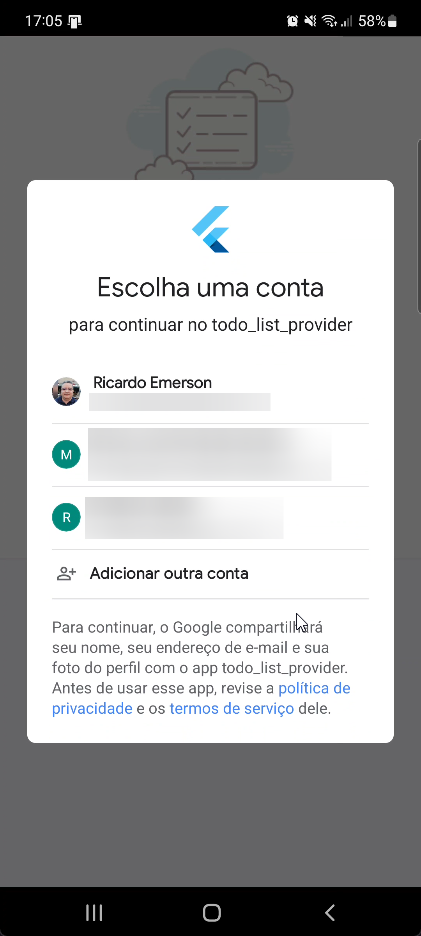 17:05
58%
Escolha uma conta
para continuar no todo_list_provider
Ricardo Emerson
M
R
Adicionar outra conta
Para continuar, o Google compartilhará
seu nome, seu endereço de e-mail e sua
foto do perfil com o app todo_list_provider.
Antes de usar esse app, revise a política de
privacidade e os termos de serviço dele.